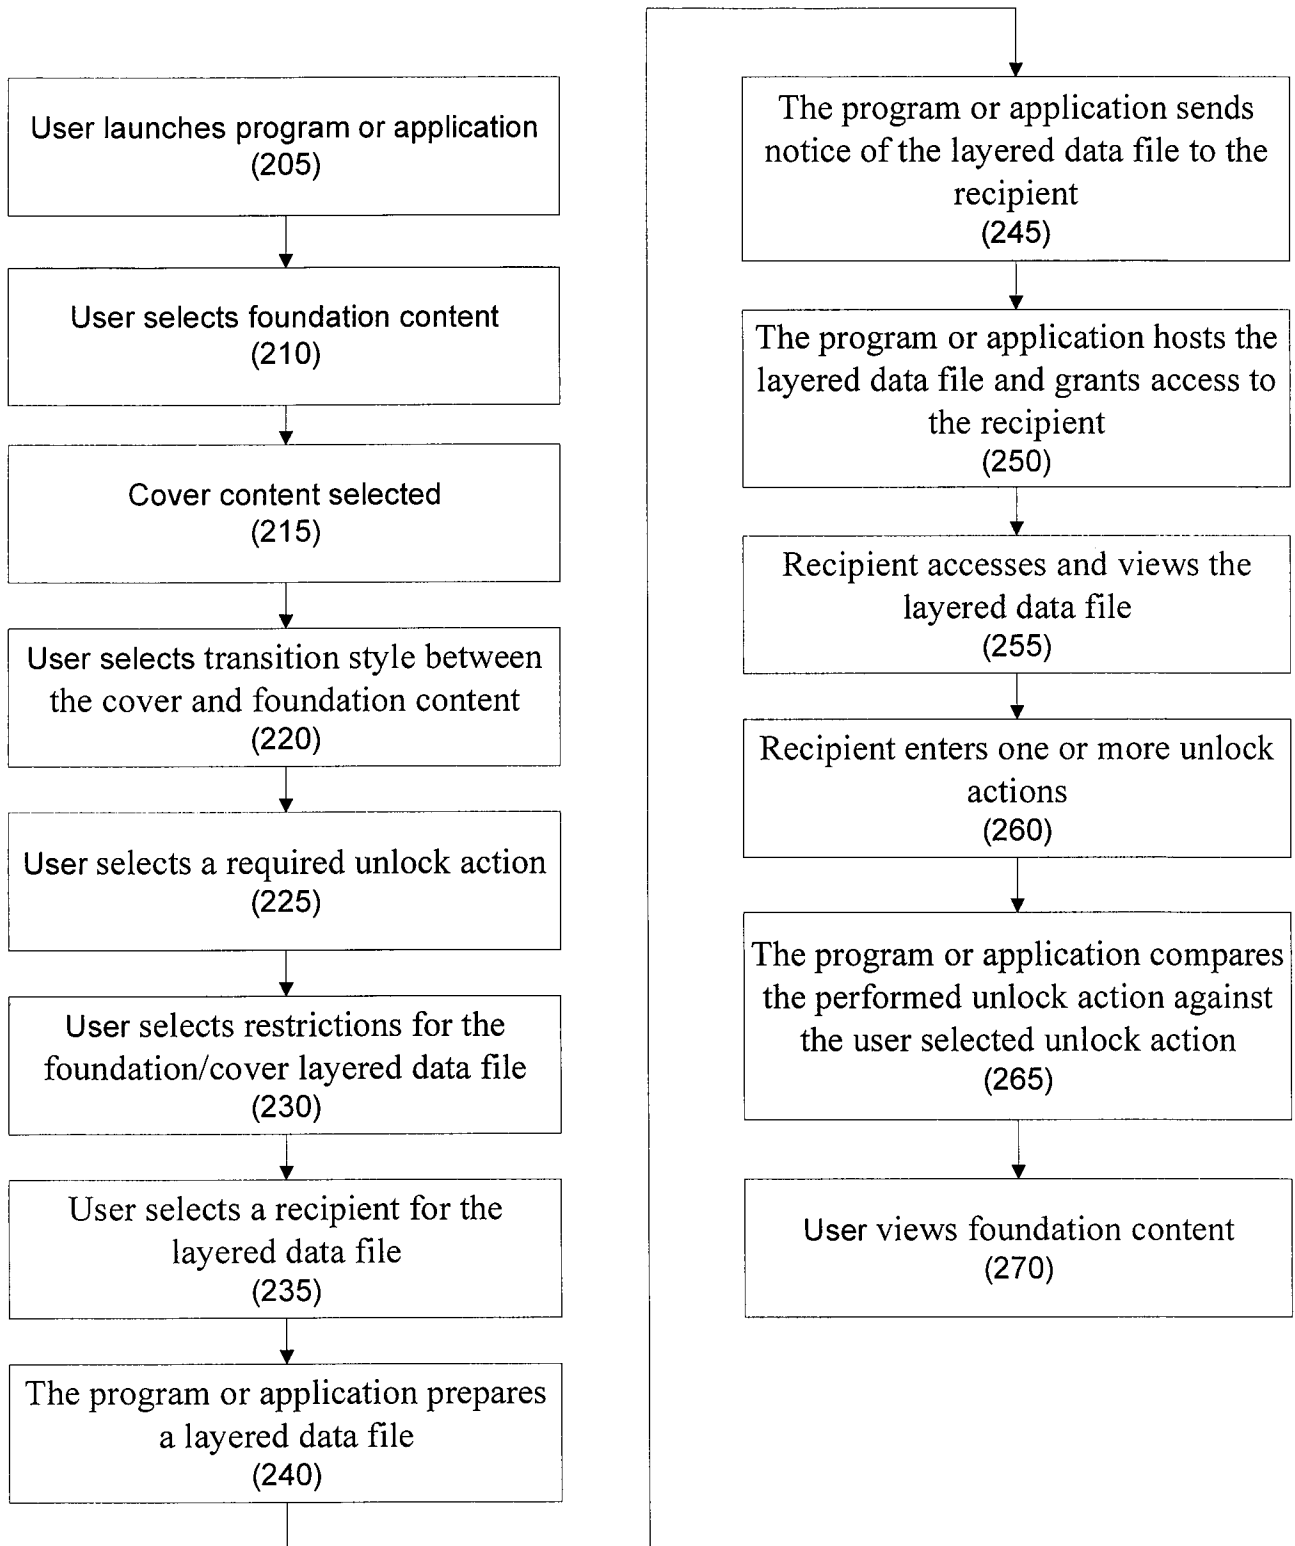 User launches program or application
(205)
User selects foundation content
(210)
Cover content selected
(215)
User selects transition style between
the cover and foundation content
(220)
User selects a required unlock action
(225)
User selects restrictions for the
foundation/cover layered data file
(230)
User selects a recipient for the
layered data file
(235)
The program or application prepares
a layered data file
(240)
The program or application sends
notice of the layered data file to the
recipient
(245)
The program or application hosts the
layered data file and grants access to
the recipient
(250)
Recipient accesses and views the
layered data file
(255)
Recipient enters one or more unlock
actions
(260)
The program or application compares
the performed unlock action against
the user selected unlock action
(265)
User views foundation content
(270)